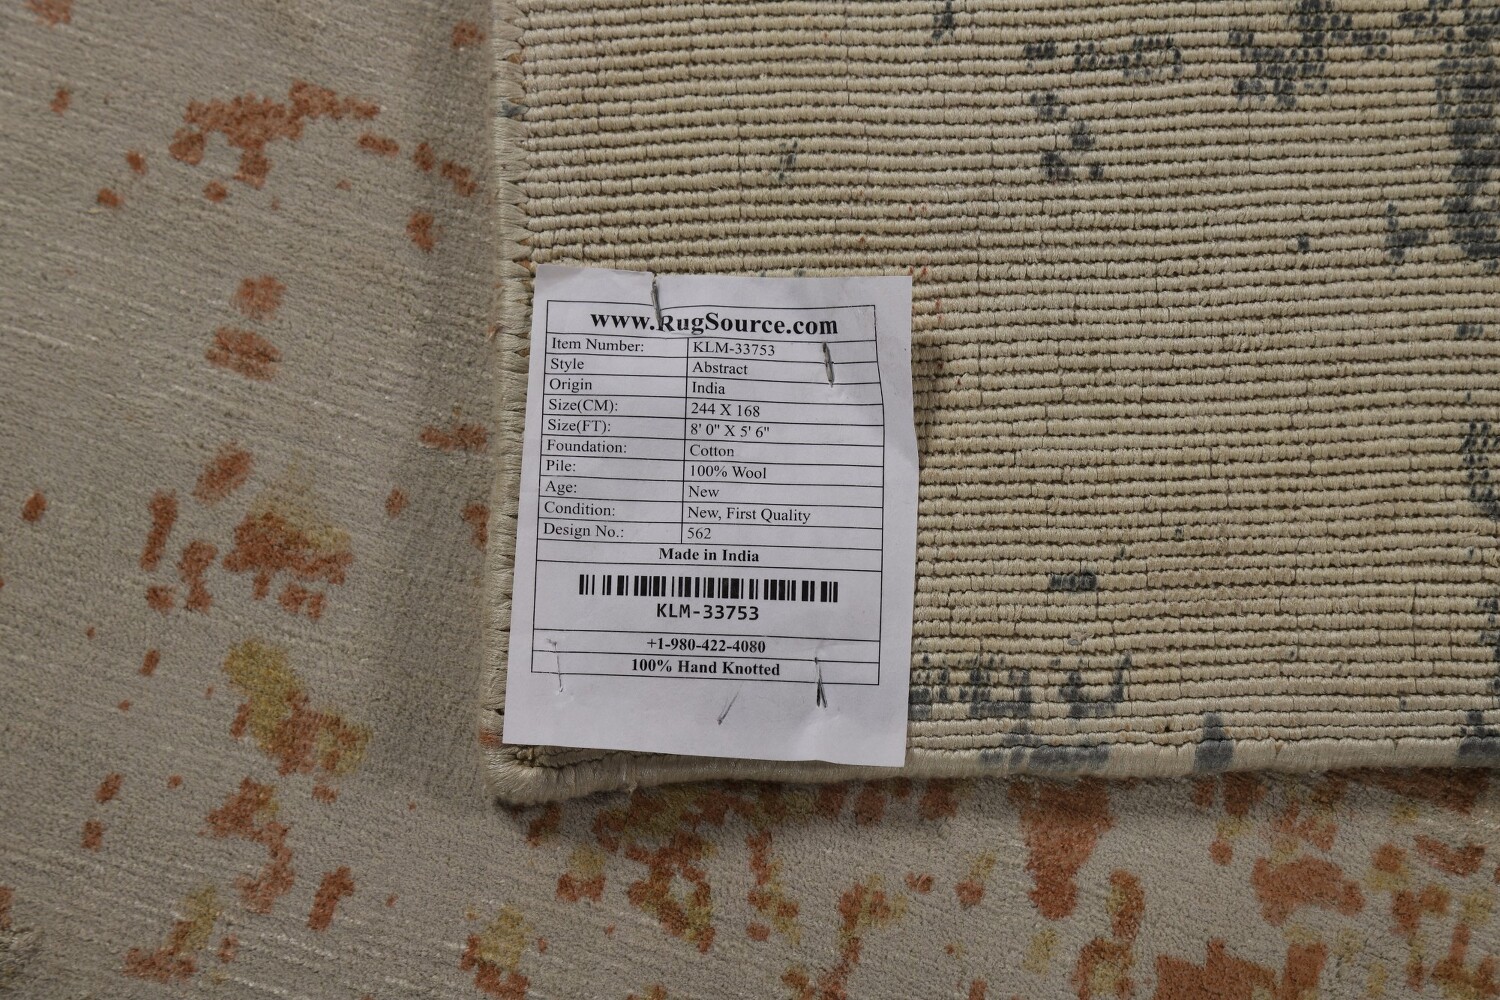 www.RugSource.com
Item Number: KLM-33753
Style Abstract
Origin India
Size(CM): 244 X 168
Size(FT): 8' 0" X 5' 6"
Foundation: Cotton
Pile: 100% Wool
Age: New
Condition: New, First Quality
Design No.: 562
Made in India
KLM-33753
+1-980-422-4080
100% Hand Knotted